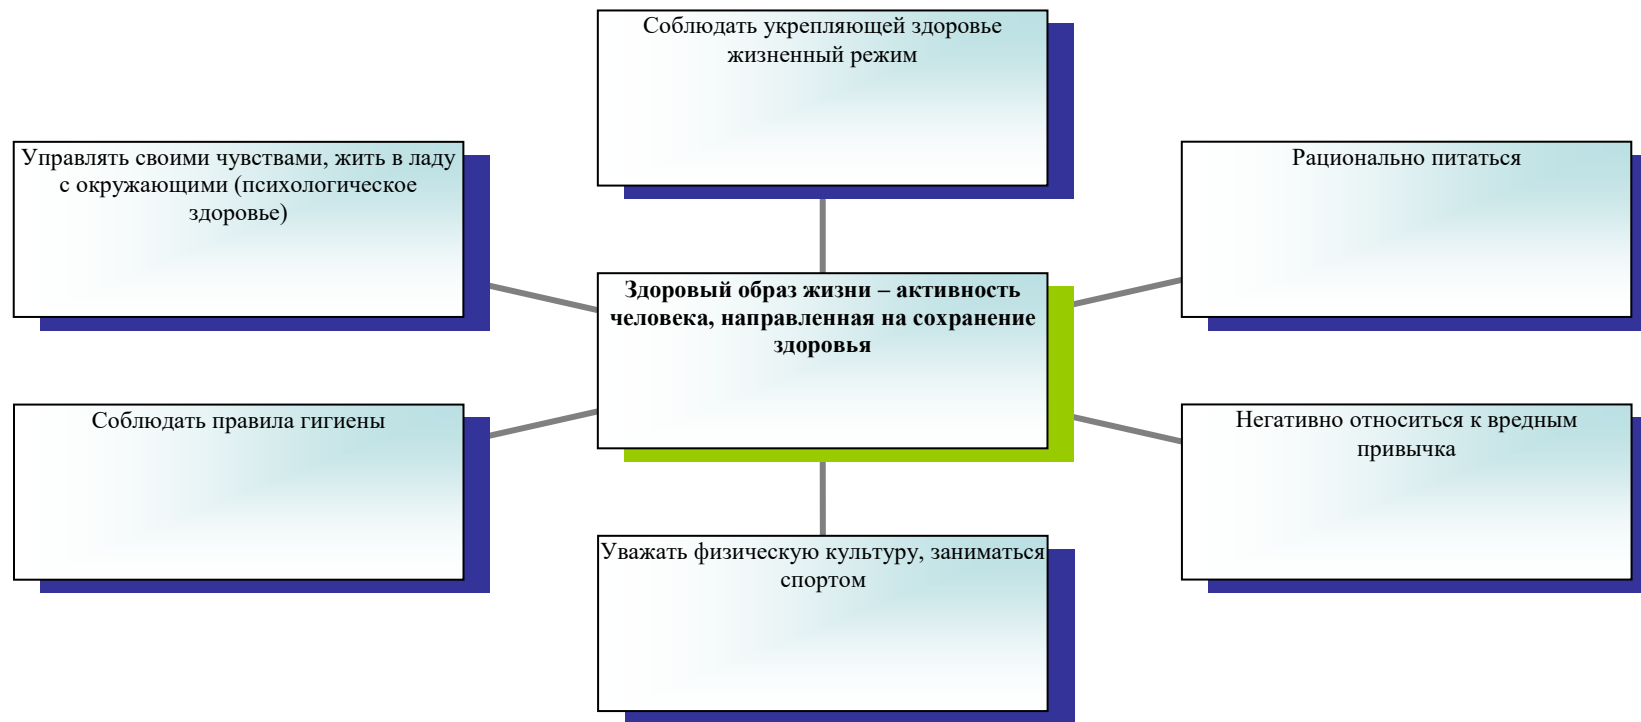 Соблюдать укрепляющей здоровье
жизненный режим
Управлять своими чувствами, жить в ладу
с окружающими (психологическое
здоровье)
Рационально питаться
Здоровый образ жизни – активность
человека, направленная на сохранение
здоровья
Соблюдать правила гигиены
Негативно относиться к вредным
привычка
Уважать физическую культуру, заниматься
спортом